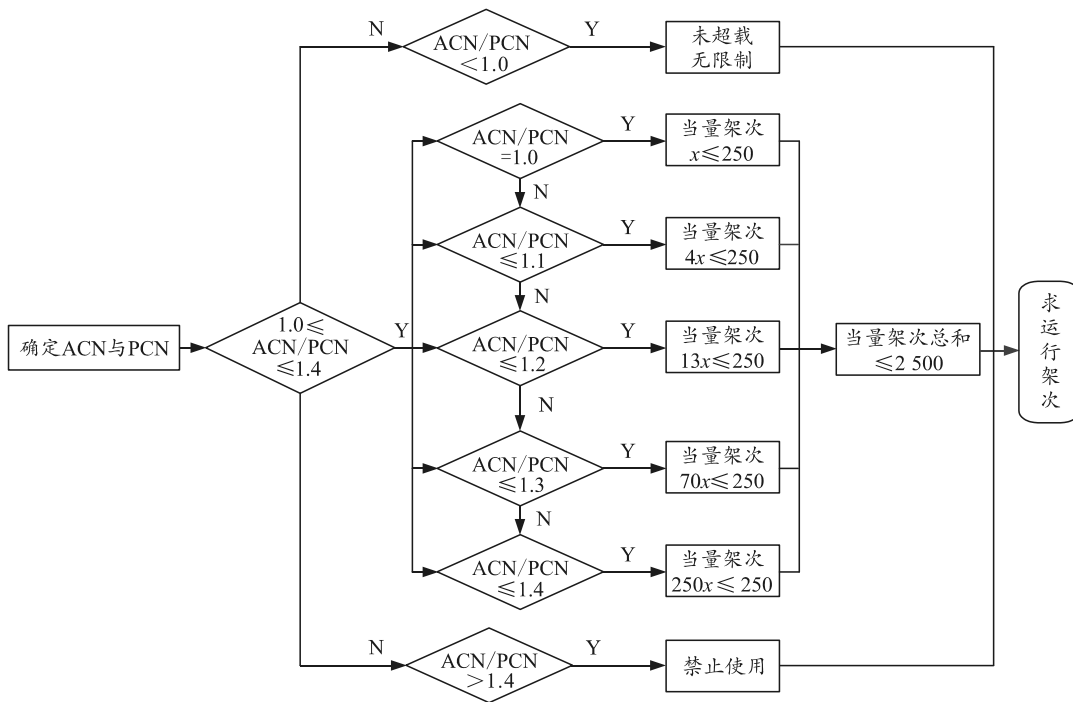 N
ACN/PCN
<1.0
Y
未超载
无限制
ACN/PCN
=1.0
Y
当量架次
x≤250
N
ACN/PCN
≤1.1
Y
当量架次
4x≤250
N
确定ACN与PCN
1.0≤
ACN/PCN
≤1.4
Y
ACN/PCN
≤1.2
Y
当量架次
13x≤250
当量架次总和
≤2 500
求
运
行
架
次
N
ACN/PCN
≤1.3
Y
当量架次
70x≤250
N
ACN/PCN
≤1.4
Y
当量架次
250x≤250
N
ACN/PCN
>1.4
Y
禁止使用